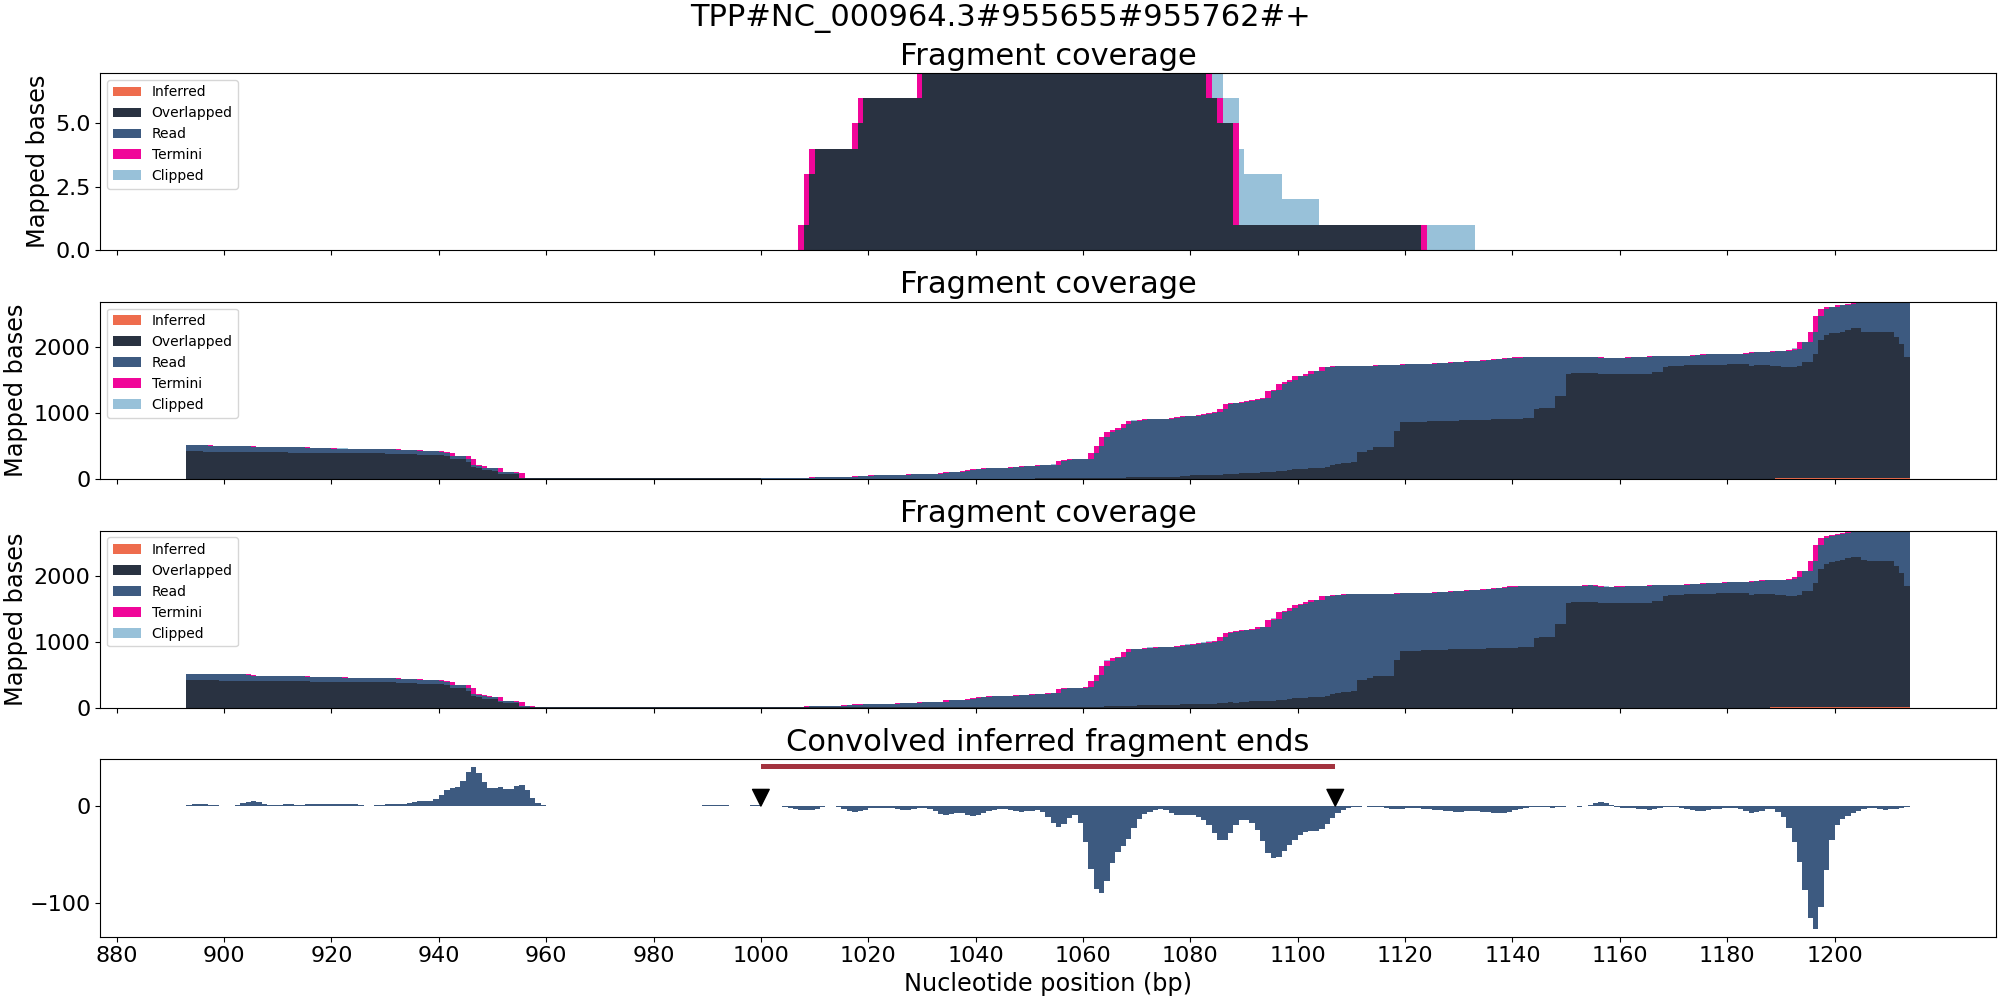 TPP#NC_000964.3#955655#955762#+
Fragment coverage
Mapped bases
5.0
2.5
0.0
Inferred
Overlapped
Read
Termini
Clipped
Fragment coverage
Mapped bases
2000
1000
0
Inferred
Overlapped
Read
Termini
Clipped
Fragment coverage
Mapped bases
2000
1000
0
Inferred
Overlapped
Read
Termini
Clipped
Convolved inferred fragment ends
0
−100
880 900 920 940 960 980 1000 1020 1040 1060 1080 1100 1120 1140 1160 1180 1200
Nucleotide position (bp)